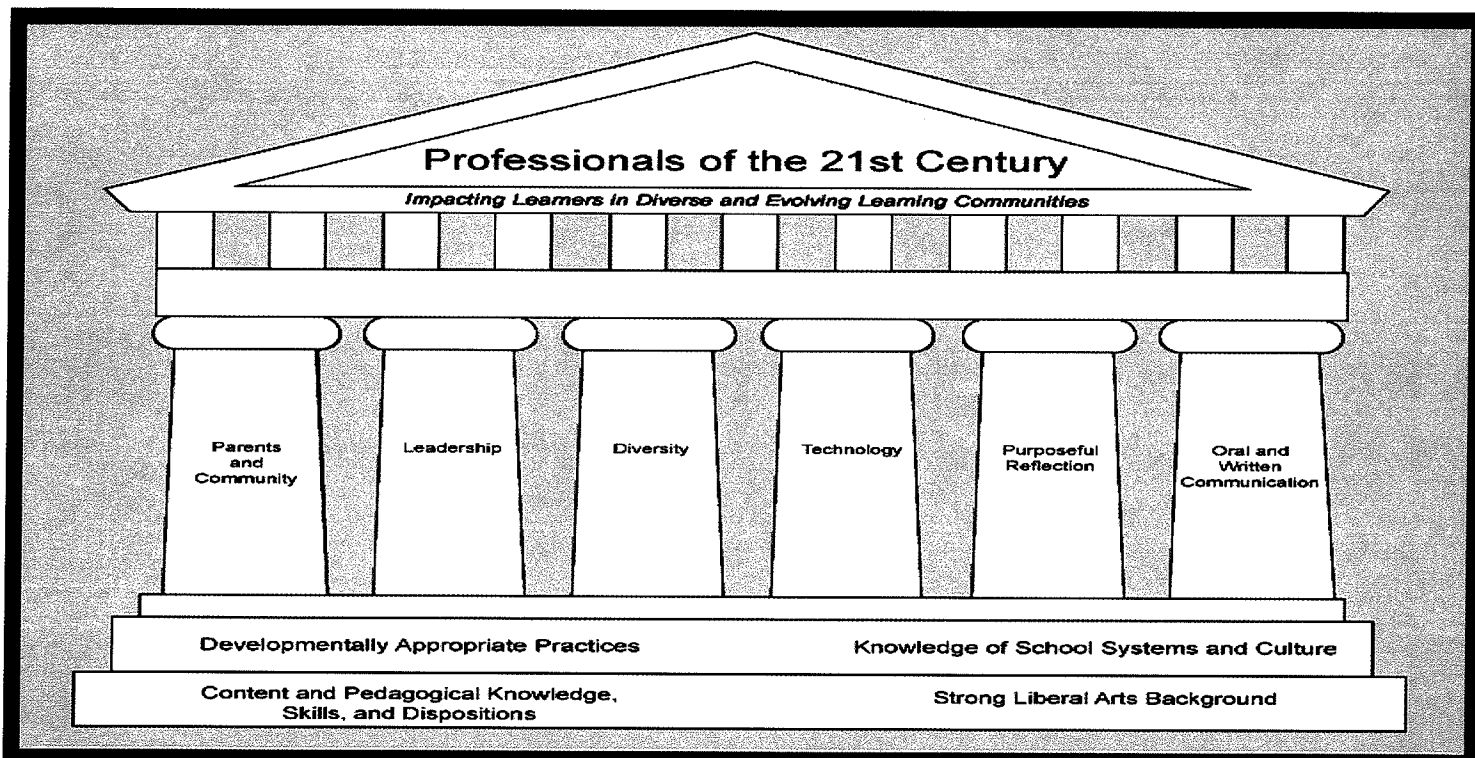 Professionals of the 21st Century
Impacting Learners in Diverse and Evolving Learning Communities
Parents
and
Community
Leadership
Diversity
Technology
Purposeful
Reflection
Oral and
Written
Communication
Developmentally Appropriate Practices
Knowledge of School Systems and Culture
Content and Pedagogical Knowledge,
Skills, and Dispositions
Strong Liberal Arts Background